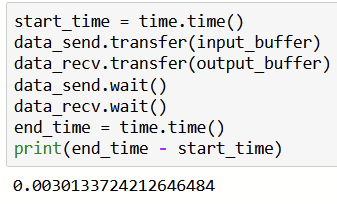 start_time = time.time()
data_send.transfer(input_buffer)
data_recv.transfer(output_buffer)
data_send.wait()
data_recv.wait()
end_time = time.time()
print(end_time - start_time)
0.0030133724212646484